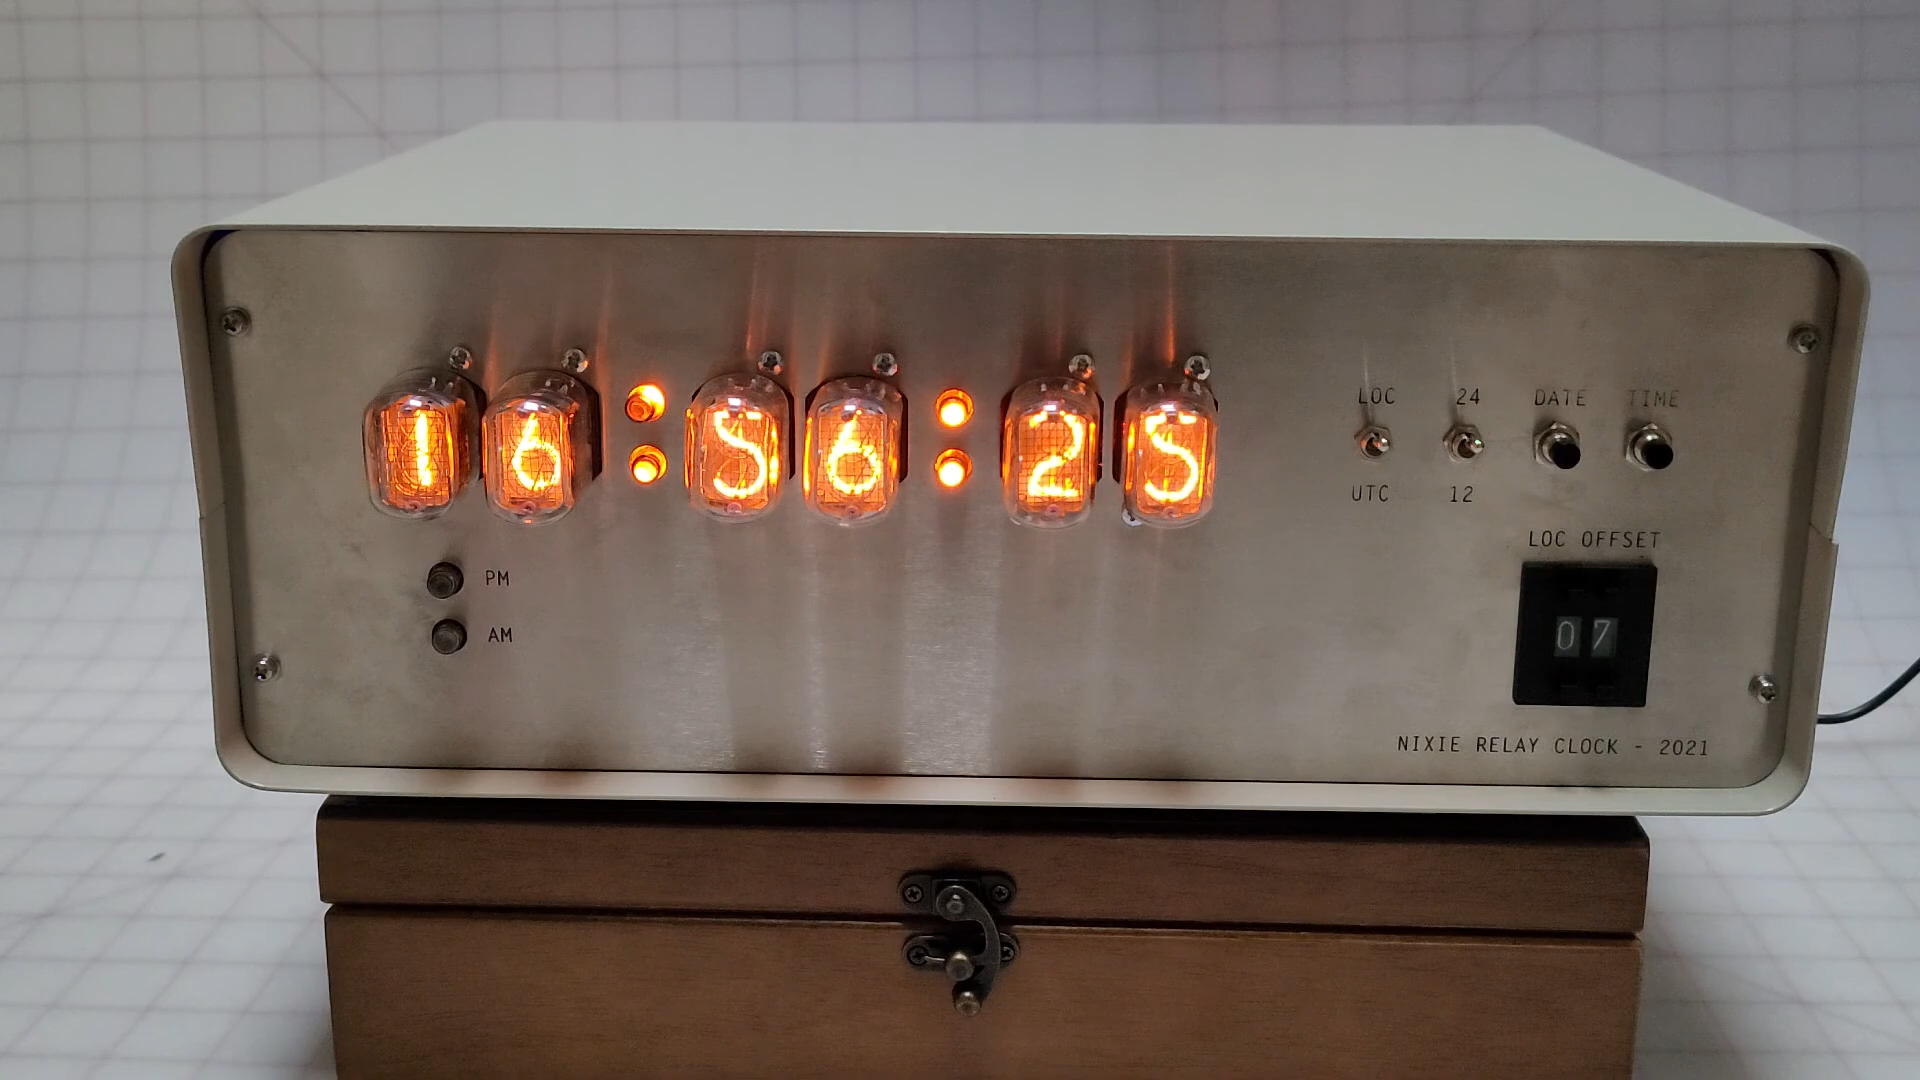 16:56:25
LOC 24 DATE TIME
UTC 12
PM
AM
LOC OFFSET
07
NIXIE RELAY CLOCK - 2021